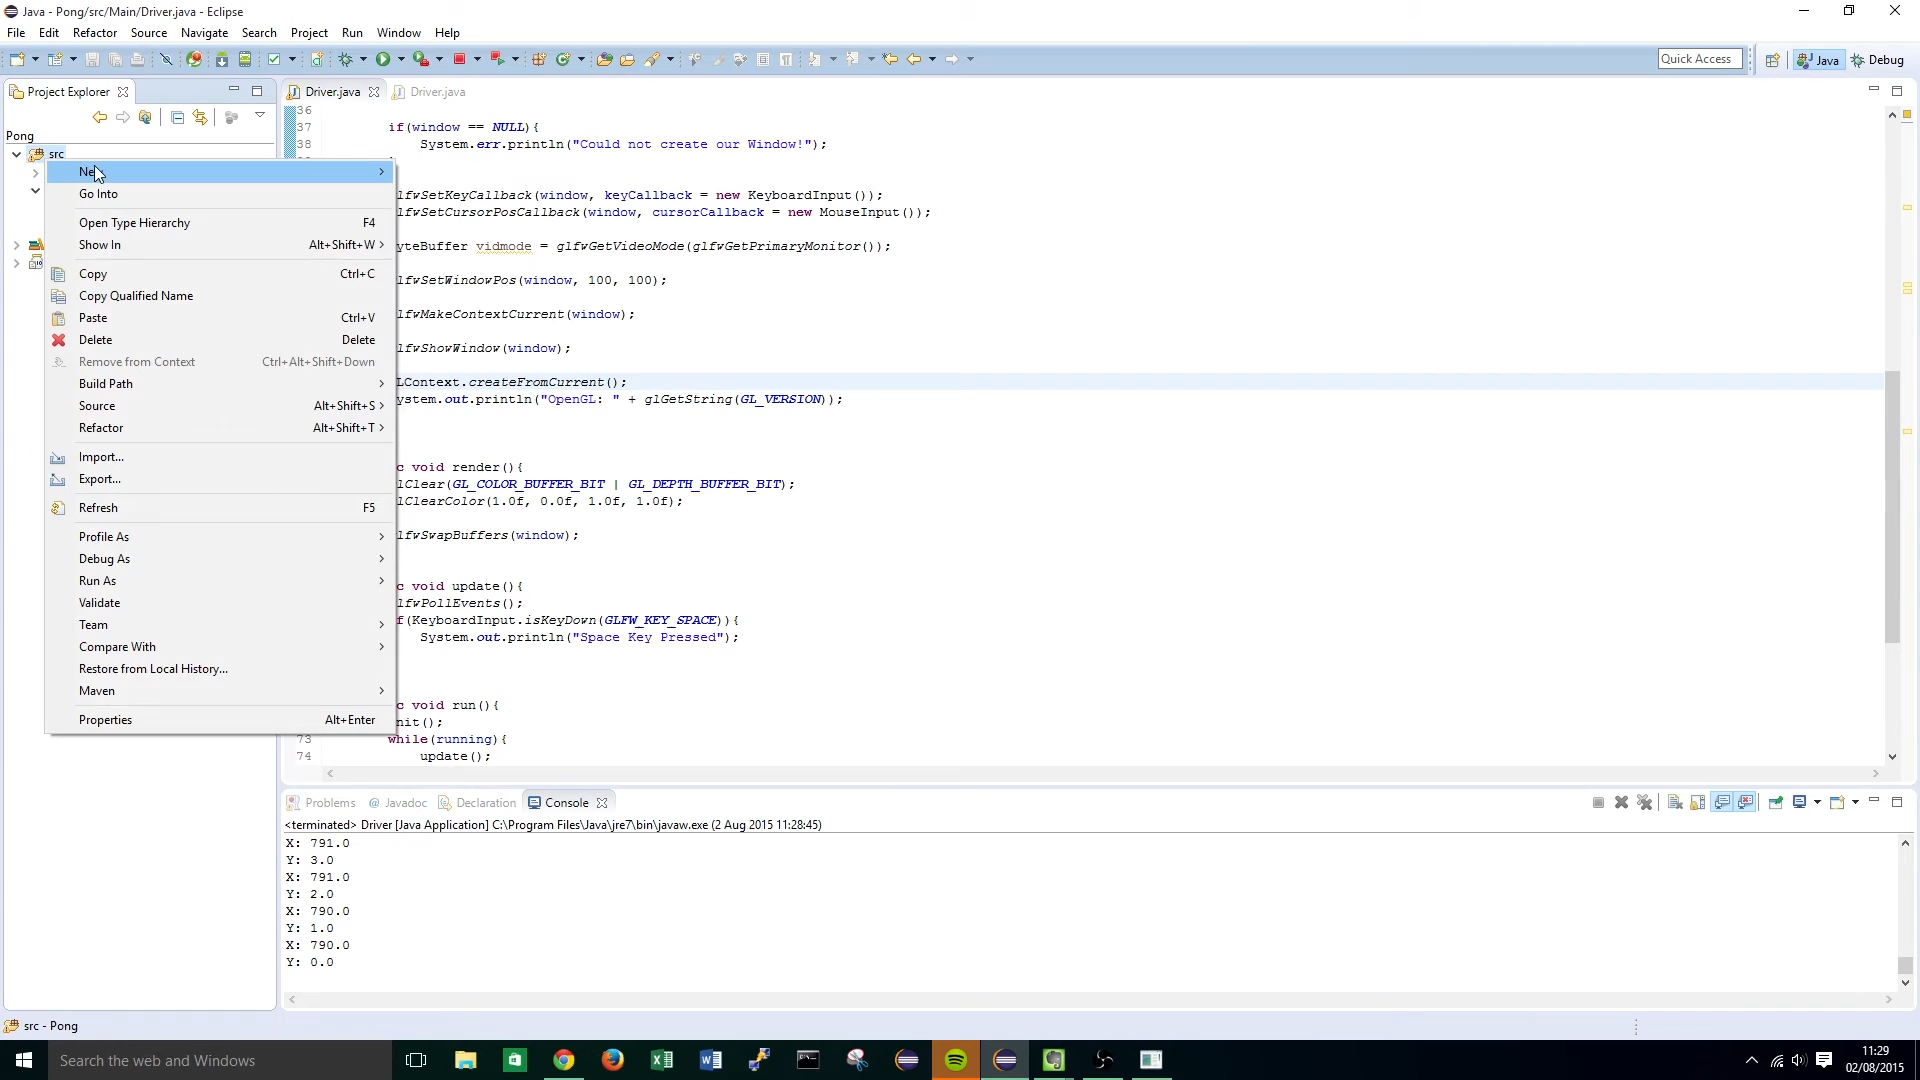 Java - Pong/src/Main/Driver.java - Eclipse
File Edit Refactor Source Navigate Search Project Run Window Help
Quick Access Java Debug
Project Explorer
Driver.java Driver.java
Pong
src
New
Go Into
Open Type Hierarchy F4
Show In Alt+Shift+W
Copy Ctrl+C
Copy Qualified Name
Paste Ctrl+V
Delete Delete
Remove from Context Ctrl+Alt+Shift+Down
Build Path
Source Alt+Shift+S
Refactor Alt+Shift+T
Import...
Export...
Refresh F5
Profile As
Debug As
Run As
Validate
Team
Compare With
Restore from Local History...
Maven
Properties Alt+Enter
36
37 if(window == NULL){
38 System.err.println("Could not create our Window!");
lfwSetKeyCallback(window, keyCallback = new KeyboardInput());
lfwSetCursorPosCallback(window, cursorCallback = new MouseInput());
yteBuffer vidmode = glfwGetVideoMode(glfwGetPrimaryMonitor());
lfwSetWindowPos(window, 100, 100);
lfwMakeContextCurrent(window);
lfwShowWindow(window);
LContext.createFromCurrent();
ystem.out.println("OpenGL: " + glGetString(GL_VERSION));
c void render(){
lClear(GL_COLOR_BUFFER_BIT | GL_DEPTH_BUFFER_BIT);
lClearColor(1.0f, 0.0f, 1.0f, 1.0f);
lfwSwapBuffers(window);
c void update(){
lfwPollEvents();
f(KeyboardInput.isKeyDown(GLFW_KEY_SPACE)){
System.out.println("Space Key Pressed");
c void run(){
nit();
73 while(running){
74 update();
Problems @ Javadoc Declaration Console
<terminated> Driver [Java Application] C:\Program Files\Java\jre7\bin\javaw.exe (2 Aug 2015 11:28:45)
X: 791.0
Y: 3.0
X: 791.0
Y: 2.0
X: 790.0
Y: 1.0
X: 790.0
Y: 0.0
src - Pong
Search the web and Windows
11:29
02/08/2015